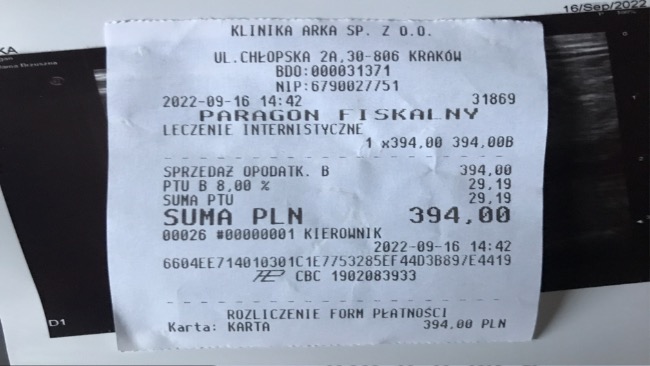 16/Sep/2022
KA
KLINIKA ARKA SP. Z O.O.
UL.CHŁOPSKA 2A,30-806 KRAKÓW
BDO:000031371
NIP:6790027751
2022-09-16 14:42 31869
PARAGON FISKALNY
LECZENIE INTERNISTYCZNE
1 x394,00 394,00B
SPRZEDAŻ OPODATK. B 394,00
PTU B 8,00 % 29,19
SUMA PTU 29,19
SUMA PLN 394,00
00026 #00000001 KIEROWNIK
2022-09-16 14:42
6604EE714010301C1E7753285EF44D3B897E4419
CBC 1902083933
ROZLICZENIE FORM PŁATNOŚCI
Karta: KARTA 394,00 PLN
D1